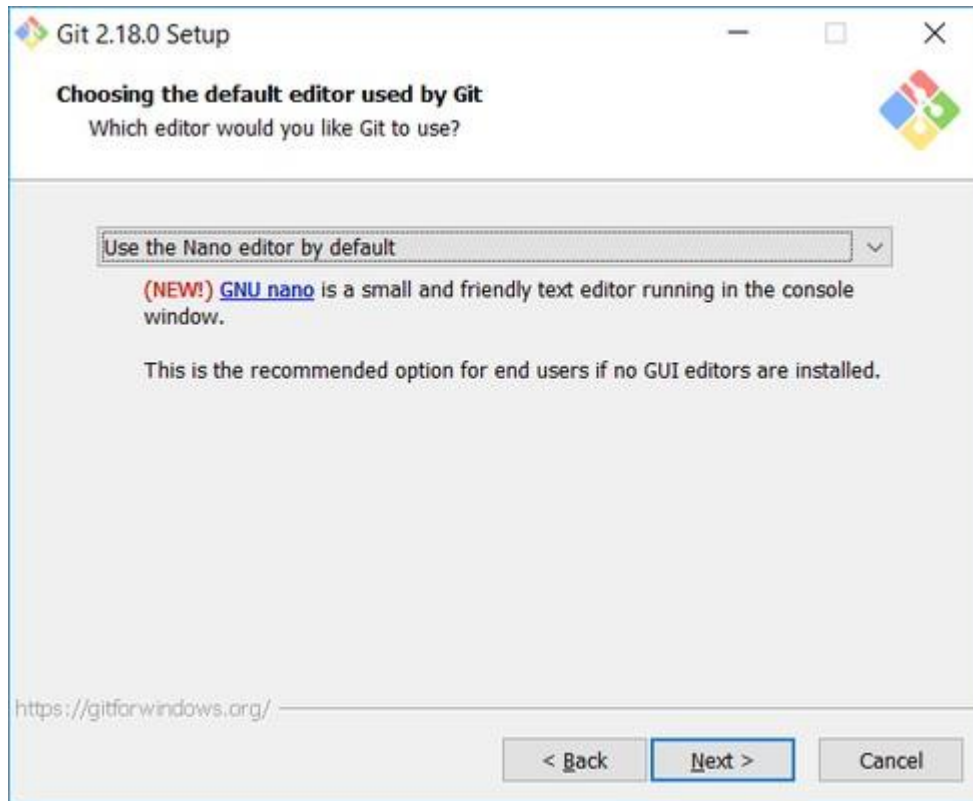 Git 2.18.0 Setup
Choosing the default editor used by Git
Which editor would you like Git to use?
Use the Nano editor by default
(NEW!) GNU nano is a small and friendly text editor running in the console
window.
This is the recommended option for end users if no GUI editors are installed.
https://gitforwindows.org/
< Back Next > Cancel